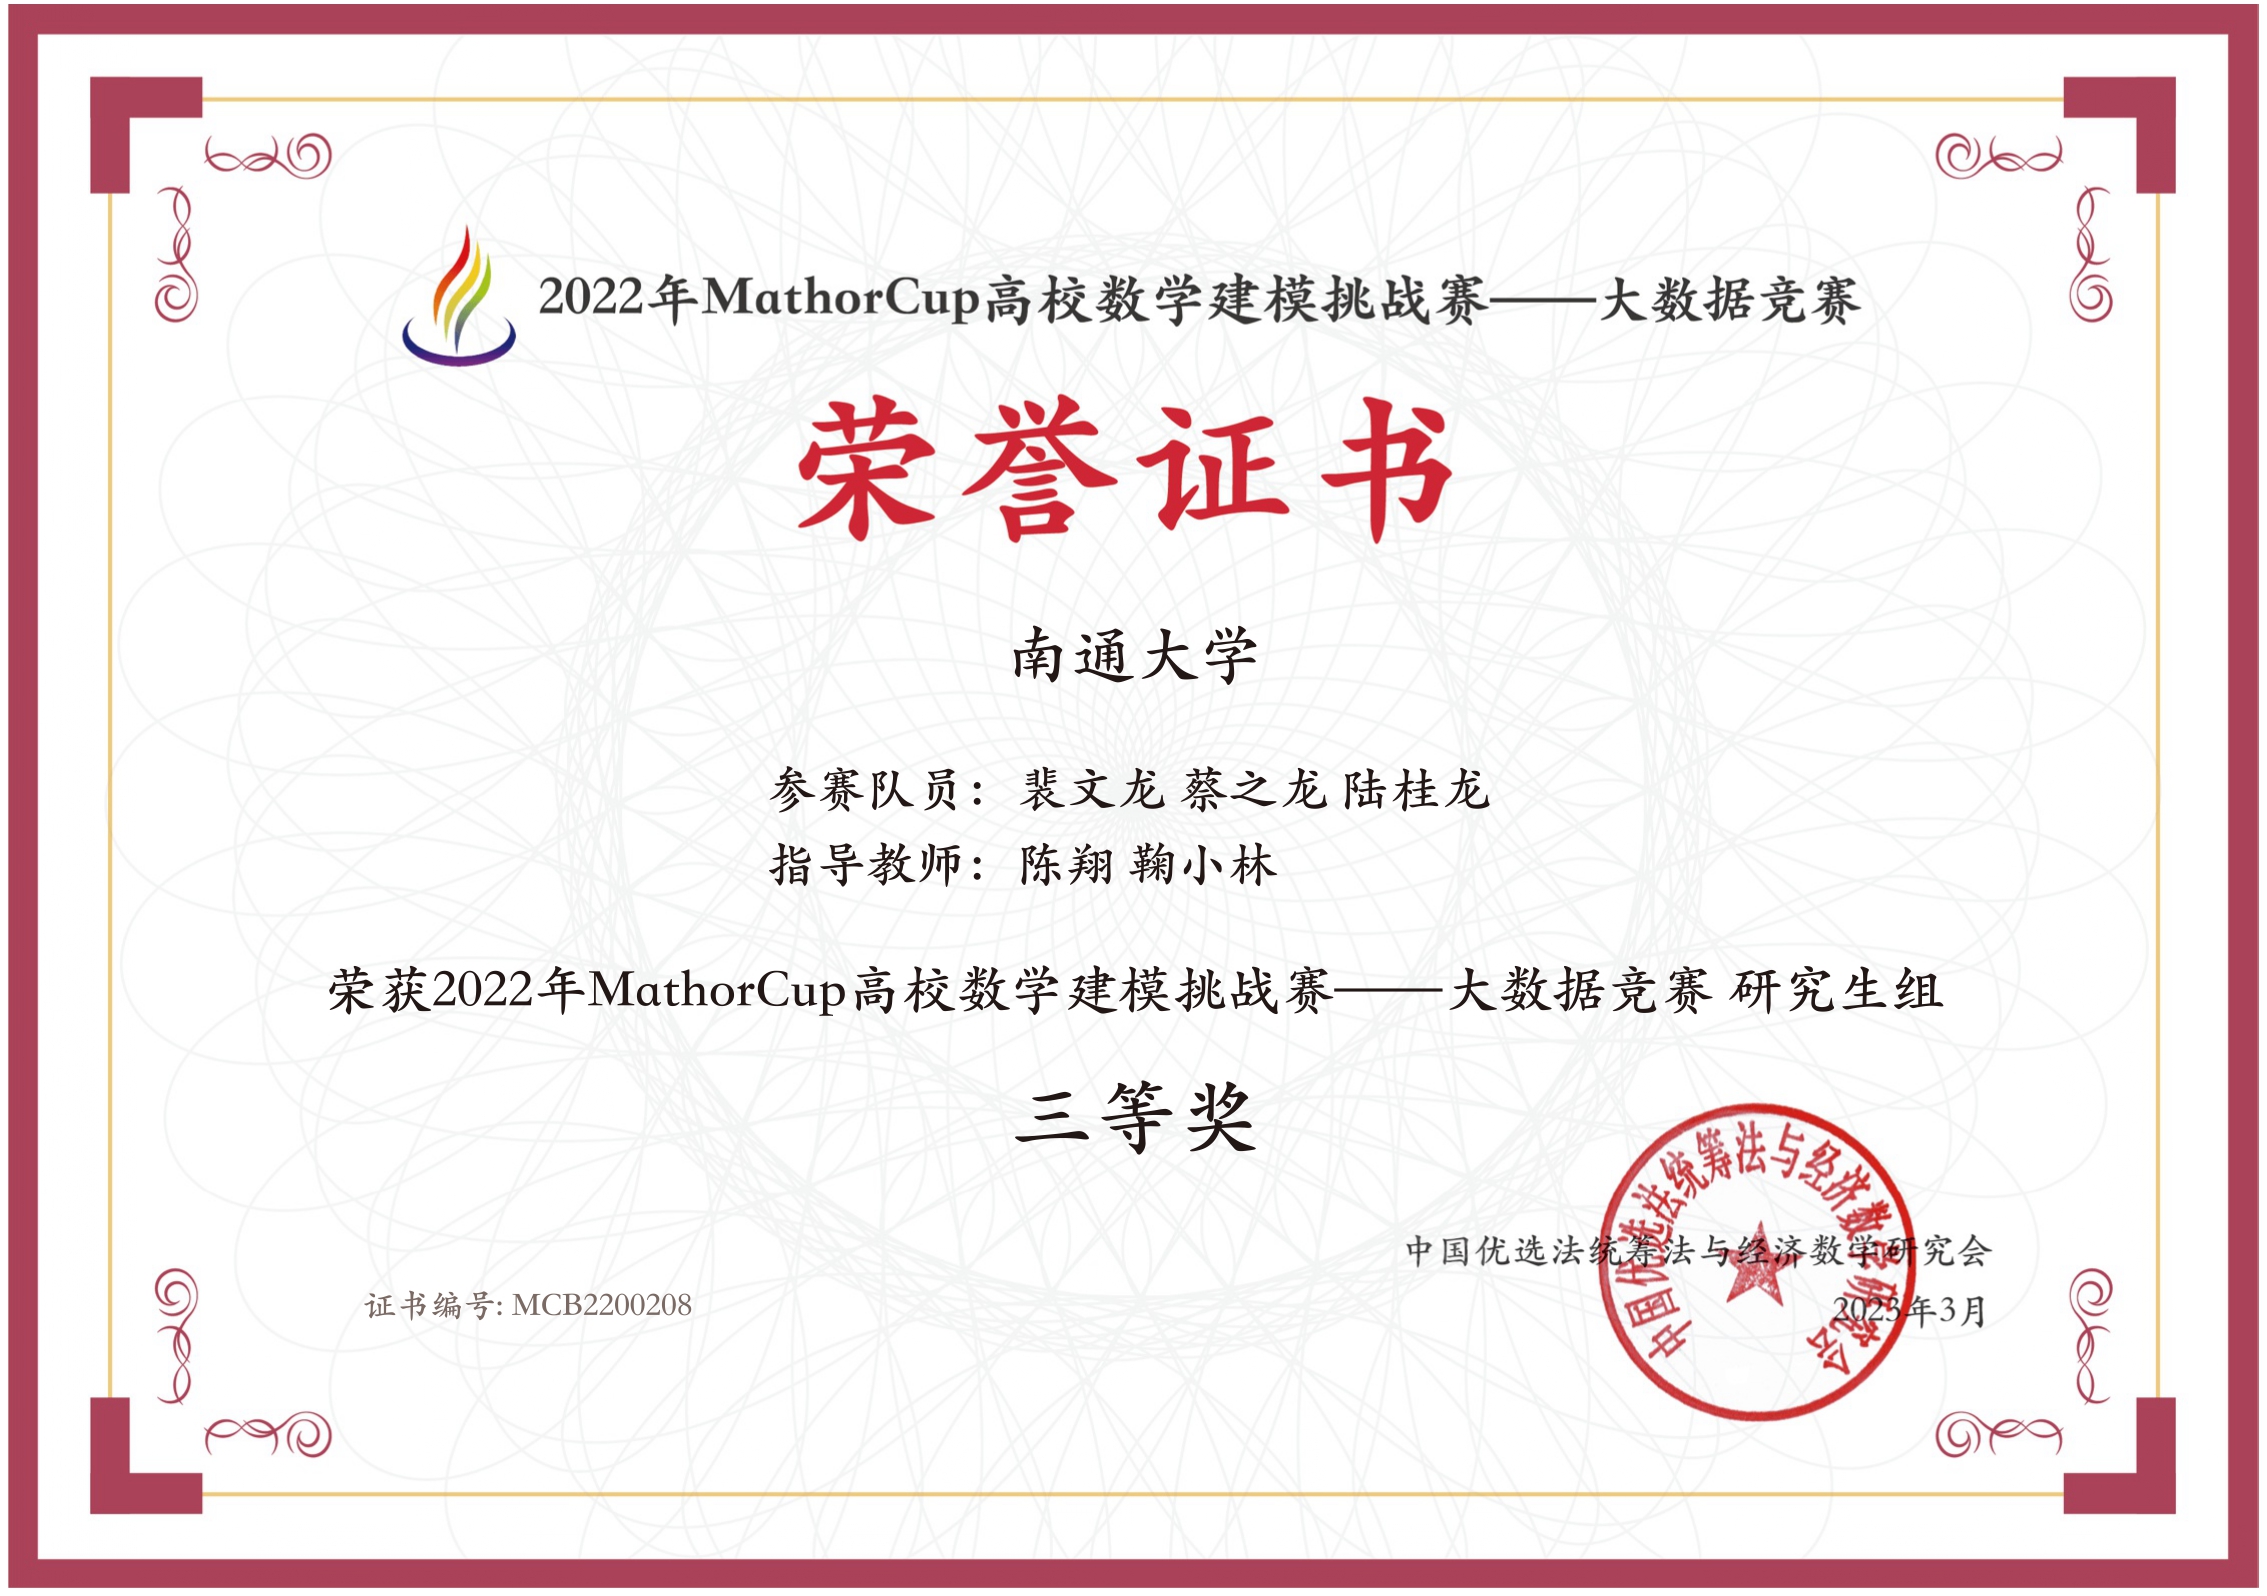 2022年MathorCup高校数学建模挑战赛——大数据竞赛
荣誉证书
南通大学
参赛队员：裴文龙 蔡之龙 陆桂龙
指导教师：陈翔 鞠小林
荣获2022年MathorCup高校数学建模挑战赛——大数据竞赛 研究生组
三等奖
中国优选法统筹法与经济数学研究会
中国优选法统筹法与经济数学研究会
证书编号: MCB2200208
2023年3月